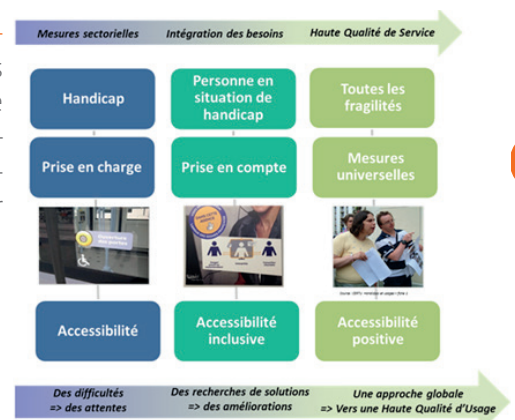 Mesures sectorielles
Intégration des besoins
Haute Qualité de Service
Handicap
Personne en
situation de
handicap
Toutes les
fragilités
Prise en charge
Prise en compte
Mesures
universelles
Accessibilité
Accessibilité
inclusive
Accessibilité
positive
Des difficultés
=> des attentes
Des recherches de solutions
=> des améliorations
Une approche globale
=> Vers une Haute Qualité d'Usage